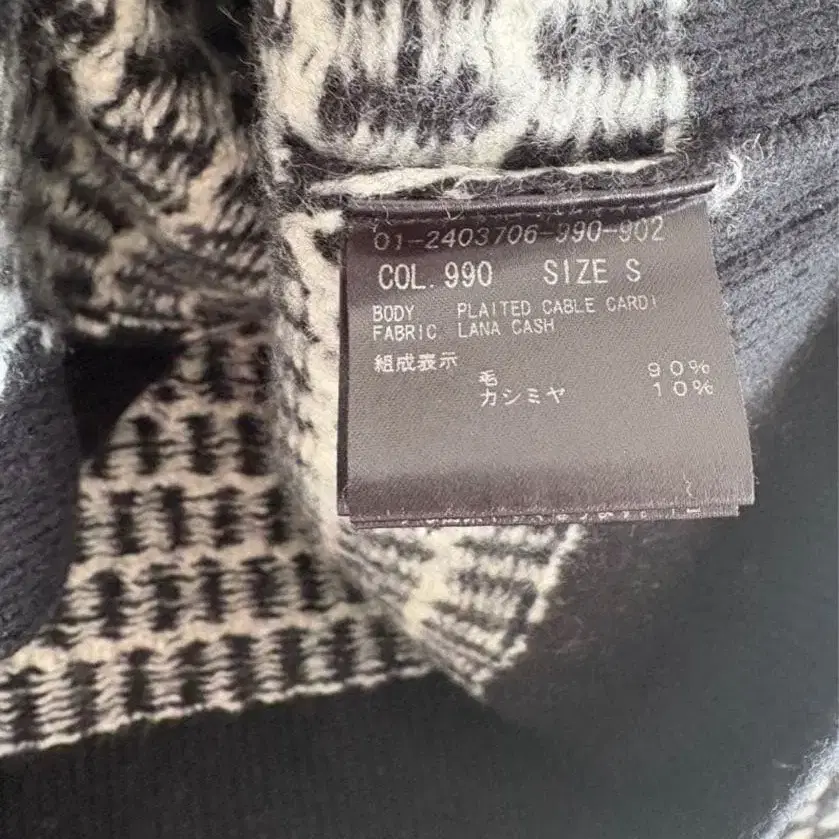 01-2403706-990-902
COL. 990 SIZE S
BODY PLAITED CABLE CARDI
FABRIC LANA CASH
組成表示
毛 90%
カシミヤ 10%